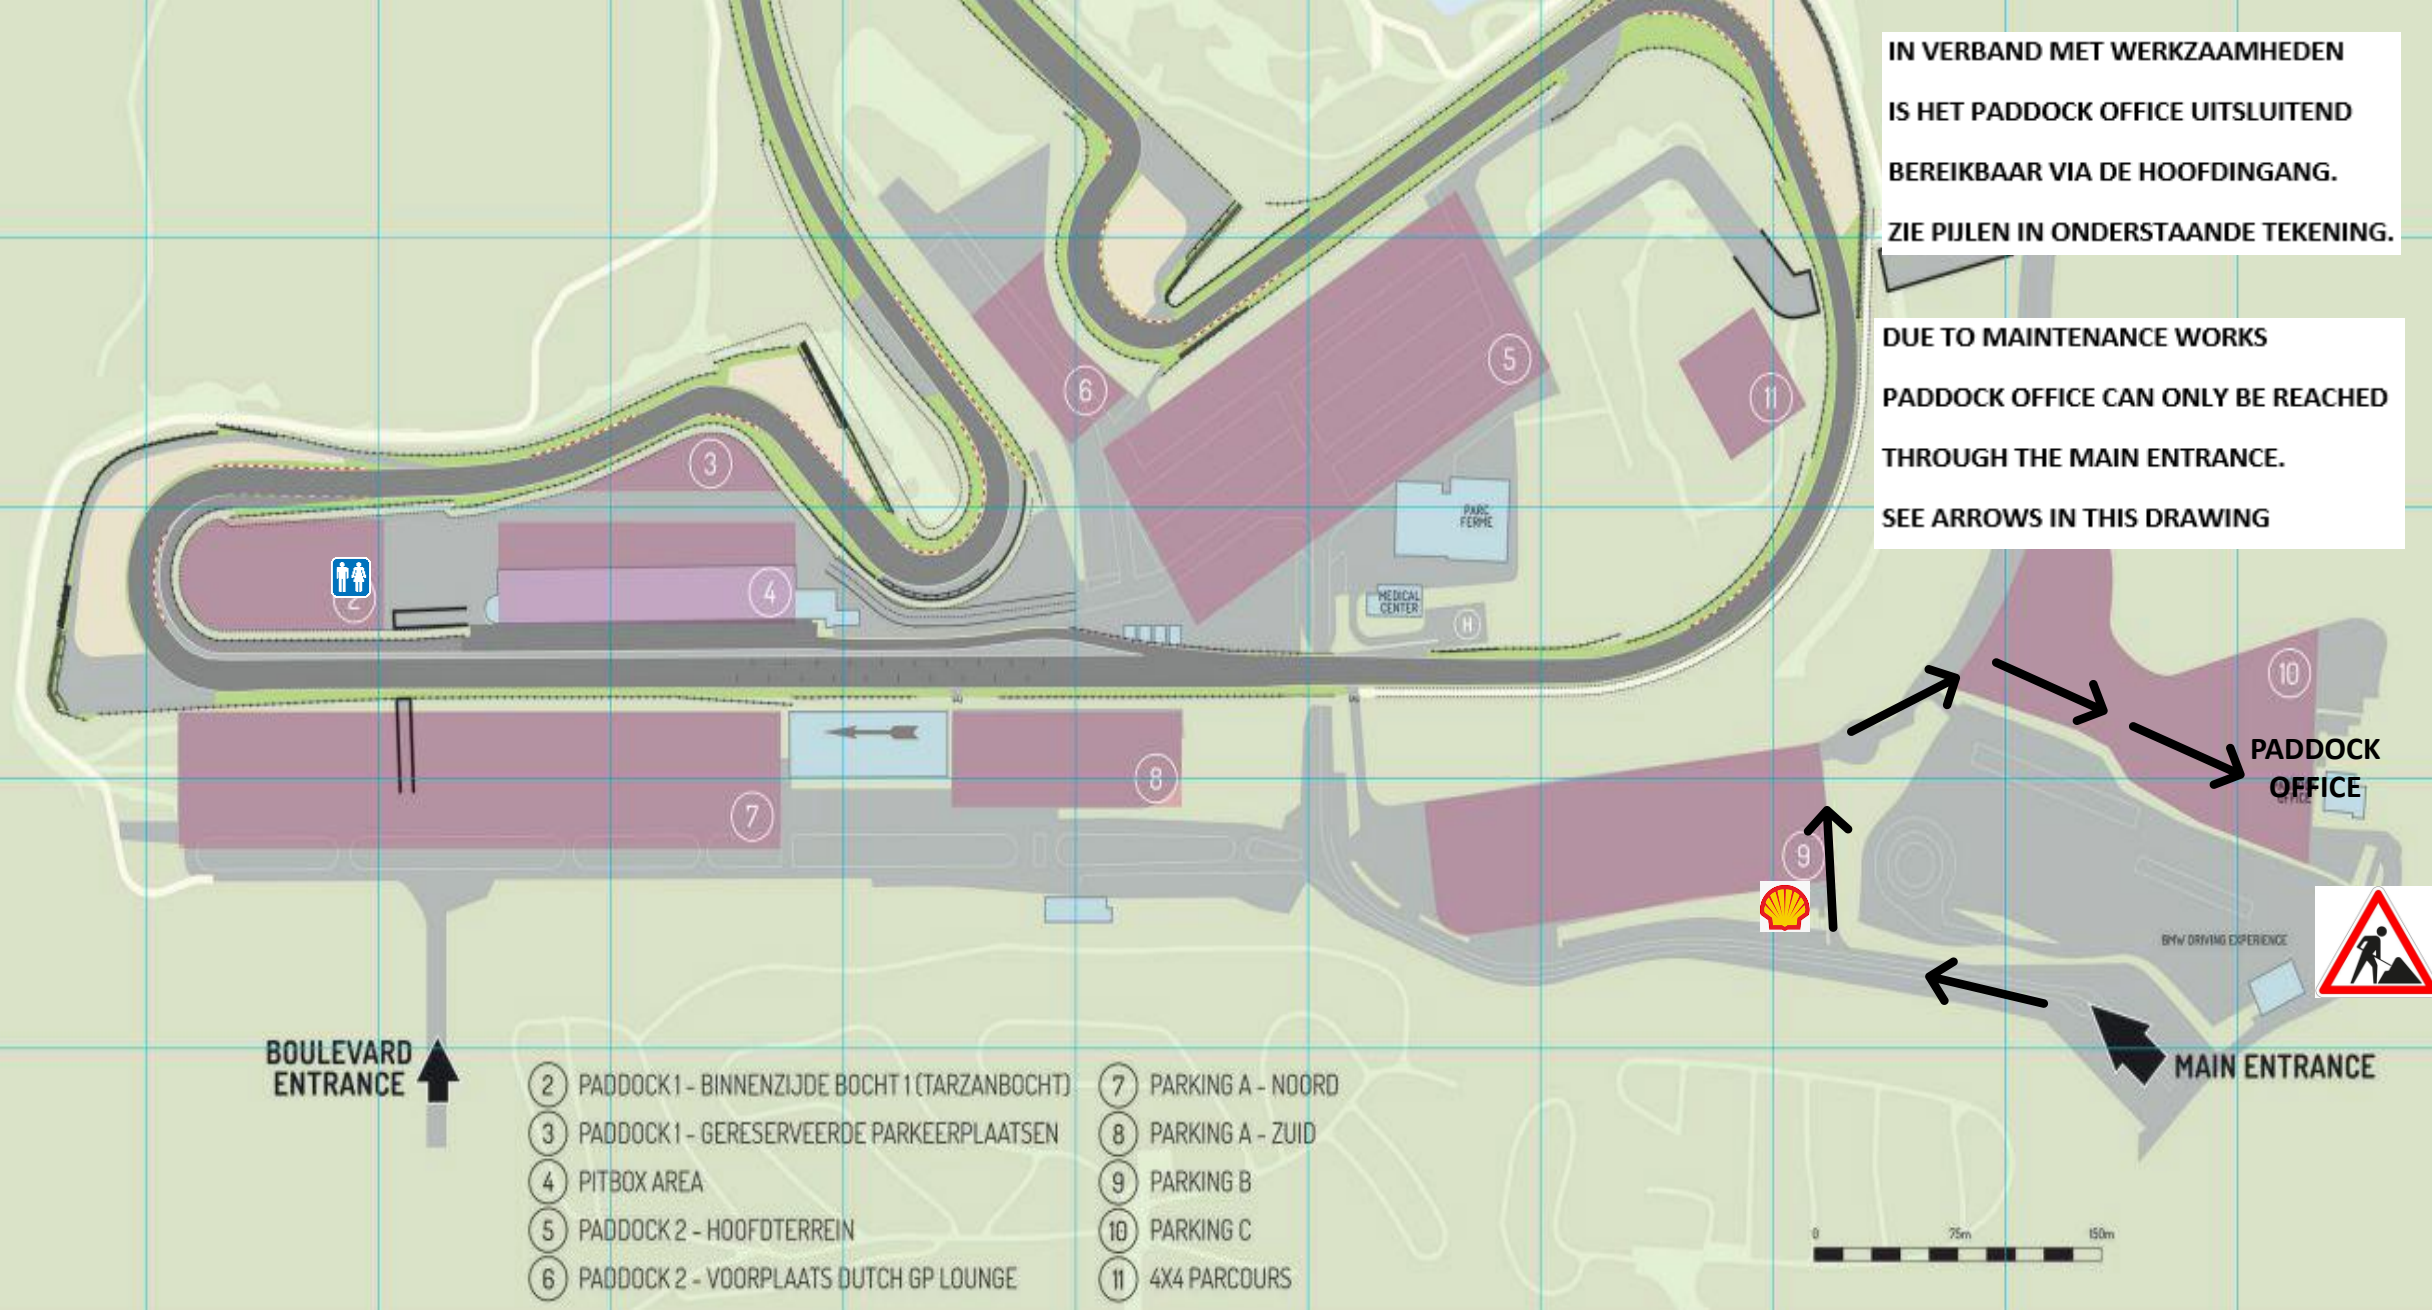 IN VERBAND MET WERKZAAMHEDEN
IS HET PADDOCK OFFICE UITSLUITEND
BEREIKBAAR VIA DE HOOFDINGANG.
ZIE PIJLEN IN ONDERSTAANDE TEKENING.
DUE TO MAINTENANCE WORKS
PADDOCK OFFICE CAN ONLY BE REACHED
THROUGH THE MAIN ENTRANCE.
SEE ARROWS IN THIS DRAWING
5
6
11
3
PARC
FERME
2
4
MEDICAL
CENTER
H
10
PADDOCK
OFFICE
OFFICE
8
7
9
BMW DRIVING EXPERIENCE
BOULEVARD
ENTRANCE
MAIN ENTRANCE
2 PADDOCK 1 - BINNENZIJDE BOCHT 1 (TARZANBOCHT)
3 PADDOCK 1 - GERESERVEERDE PARKEERPLAATSEN
4 PITBOX AREA
5 PADDOCK 2 - HOOFDTERREIN
6 PADDOCK 2 - VOORPLAATS DUTCH GP LOUNGE
7 PARKING A - NOORD
8 PARKING A - ZUID
9 PARKING B
10 PARKING C
11 4X4 PARCOURS
0 75m 150m